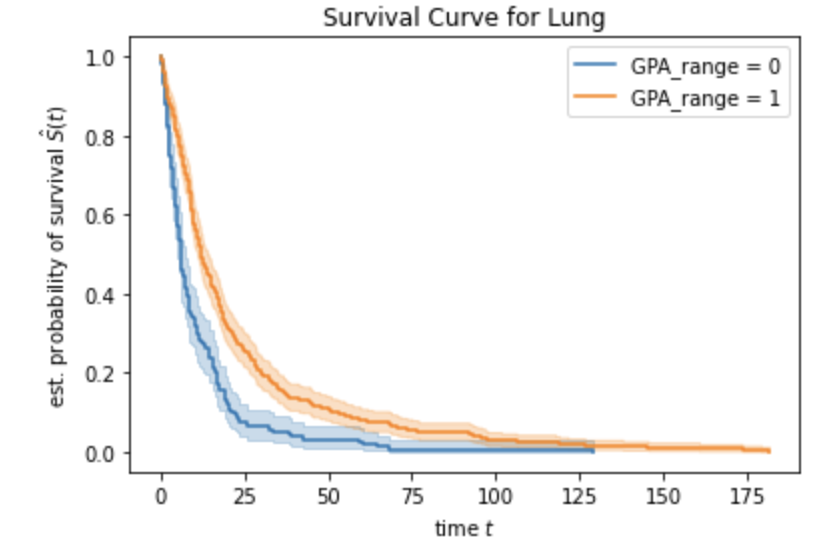 Survival Curve for Lung
GPA_range = 0
GPA_range = 1
est. probability of survival Ŝ(t)
1.0
0.8
0.6
0.4
0.2
0.0
0 25 50 75 100 125 150 175
time t